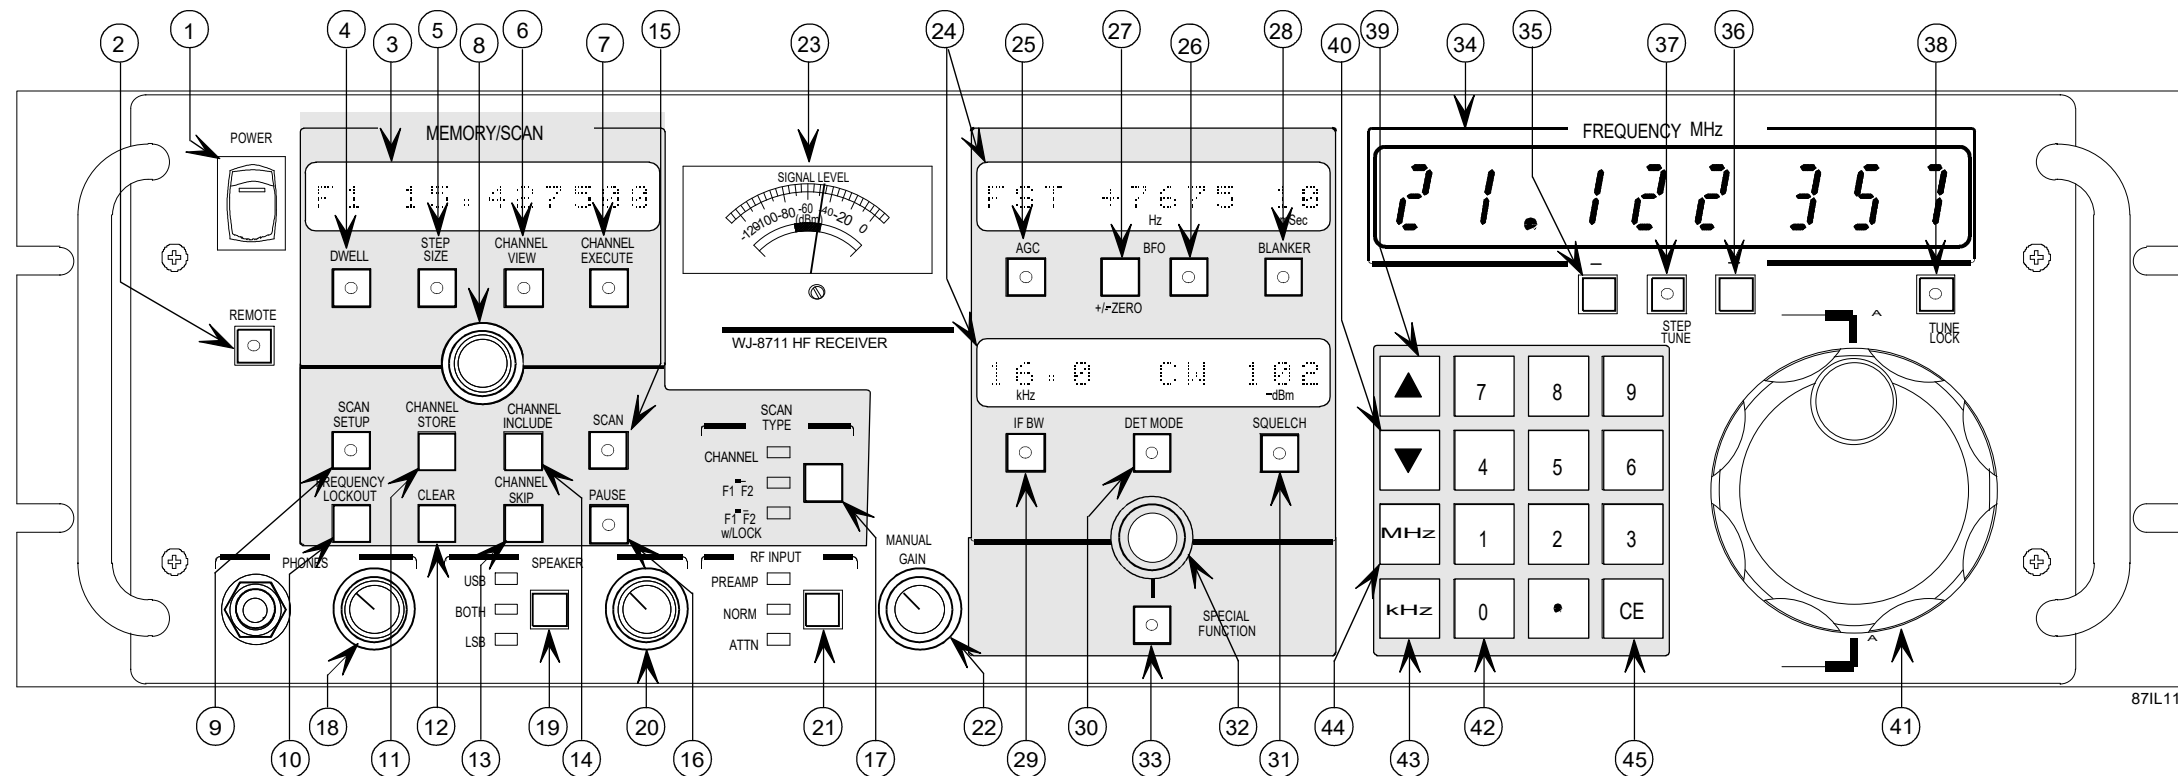 1
2
4
3
5
8
6
7
15
23
24
25
27
26
28
40
39
34
35
37
36
38
POWER
MEMORY/SCAN
F1 15.487500
DWELL
STEP
SIZE
CHANNEL
VIEW
CHANNEL
EXECUTE
REMOTE
SIGNAL LEVEL
-120 -100 -80 -60 -40 -20 0
(dBm)
WJ-8711 HF RECEIVER
FST +7675 10
Hz
mSec
AGC
BFO
BLANKER
+/- ZERO
FREQUENCY MHz
21.122 357
−
+
STEP
TUNE
TUNE
LOCK
A
16.0 CW 102
kHz
-dBm
IF BW
DET MODE
SQUELCH
SCAN
SETUP
CHANNEL
STORE
CHANNEL
INCLUDE
SCAN
FREQUENCY
LOCKOUT
CLEAR
CHANNEL
SKIP
PAUSE
SCAN
TYPE
CHANNEL
F1 - F2
F1 - F2
w/LOCK
▲ 7 8 9
▼ 4 5 6
MHz 1 2 3
kHz 0 • CE
PHONES
USB
BOTH
LSB
SPEAKER
RF INPUT
PREAMP
NORM
ATTN
MANUAL
GAIN
SPECIAL
FUNCTION
A
87IL11
9
10
18
11
12
13
19
14
20
16
21
17
22
29
30
33
32
31
44
43
42
45
41